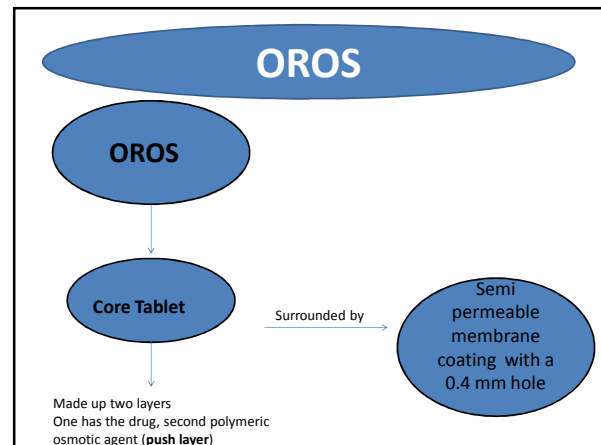 OROS
OROS
Core Tablet
Surrounded by
Semi
permeable
membrane
coating with a
0.4 mm hole
Made up two layers
One has the drug, second polymeric
osmotic agent (push layer)